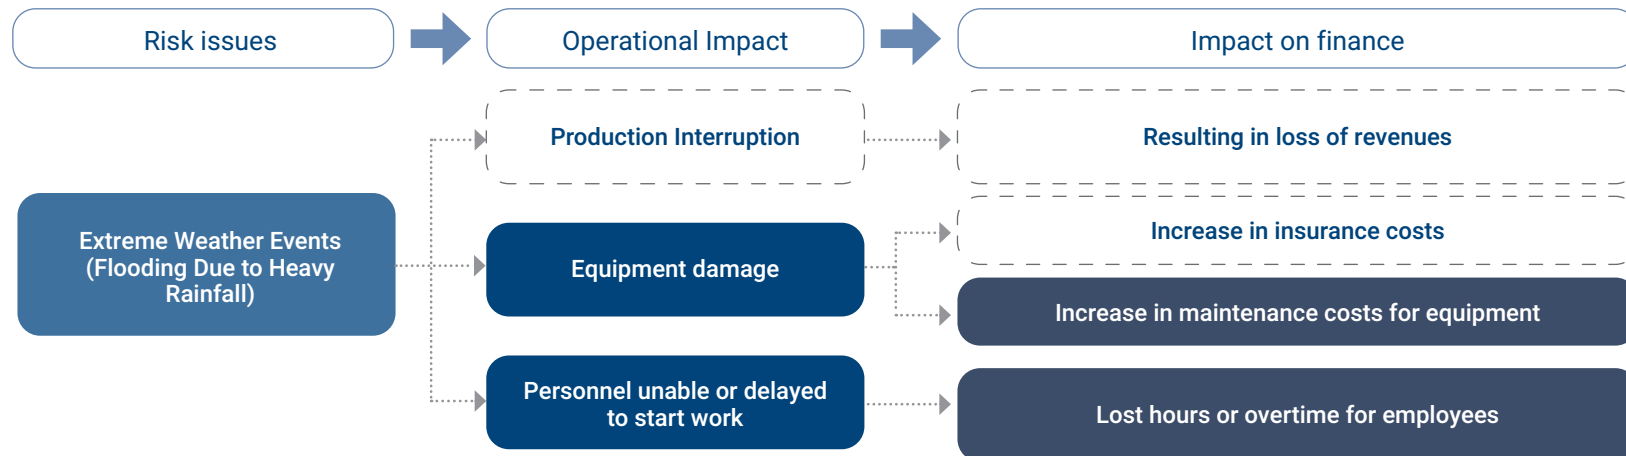 Risk issues
Operational Impact
Impact on finance
Production Interruption
Resulting in loss of revenues
Extreme Weather Events
(Flooding Due to Heavy
Rainfall)
Equipment damage
Increase in insurance costs
Increase in maintenance costs for equipment
Personnel unable or delayed
to start work
Lost hours or overtime for employees